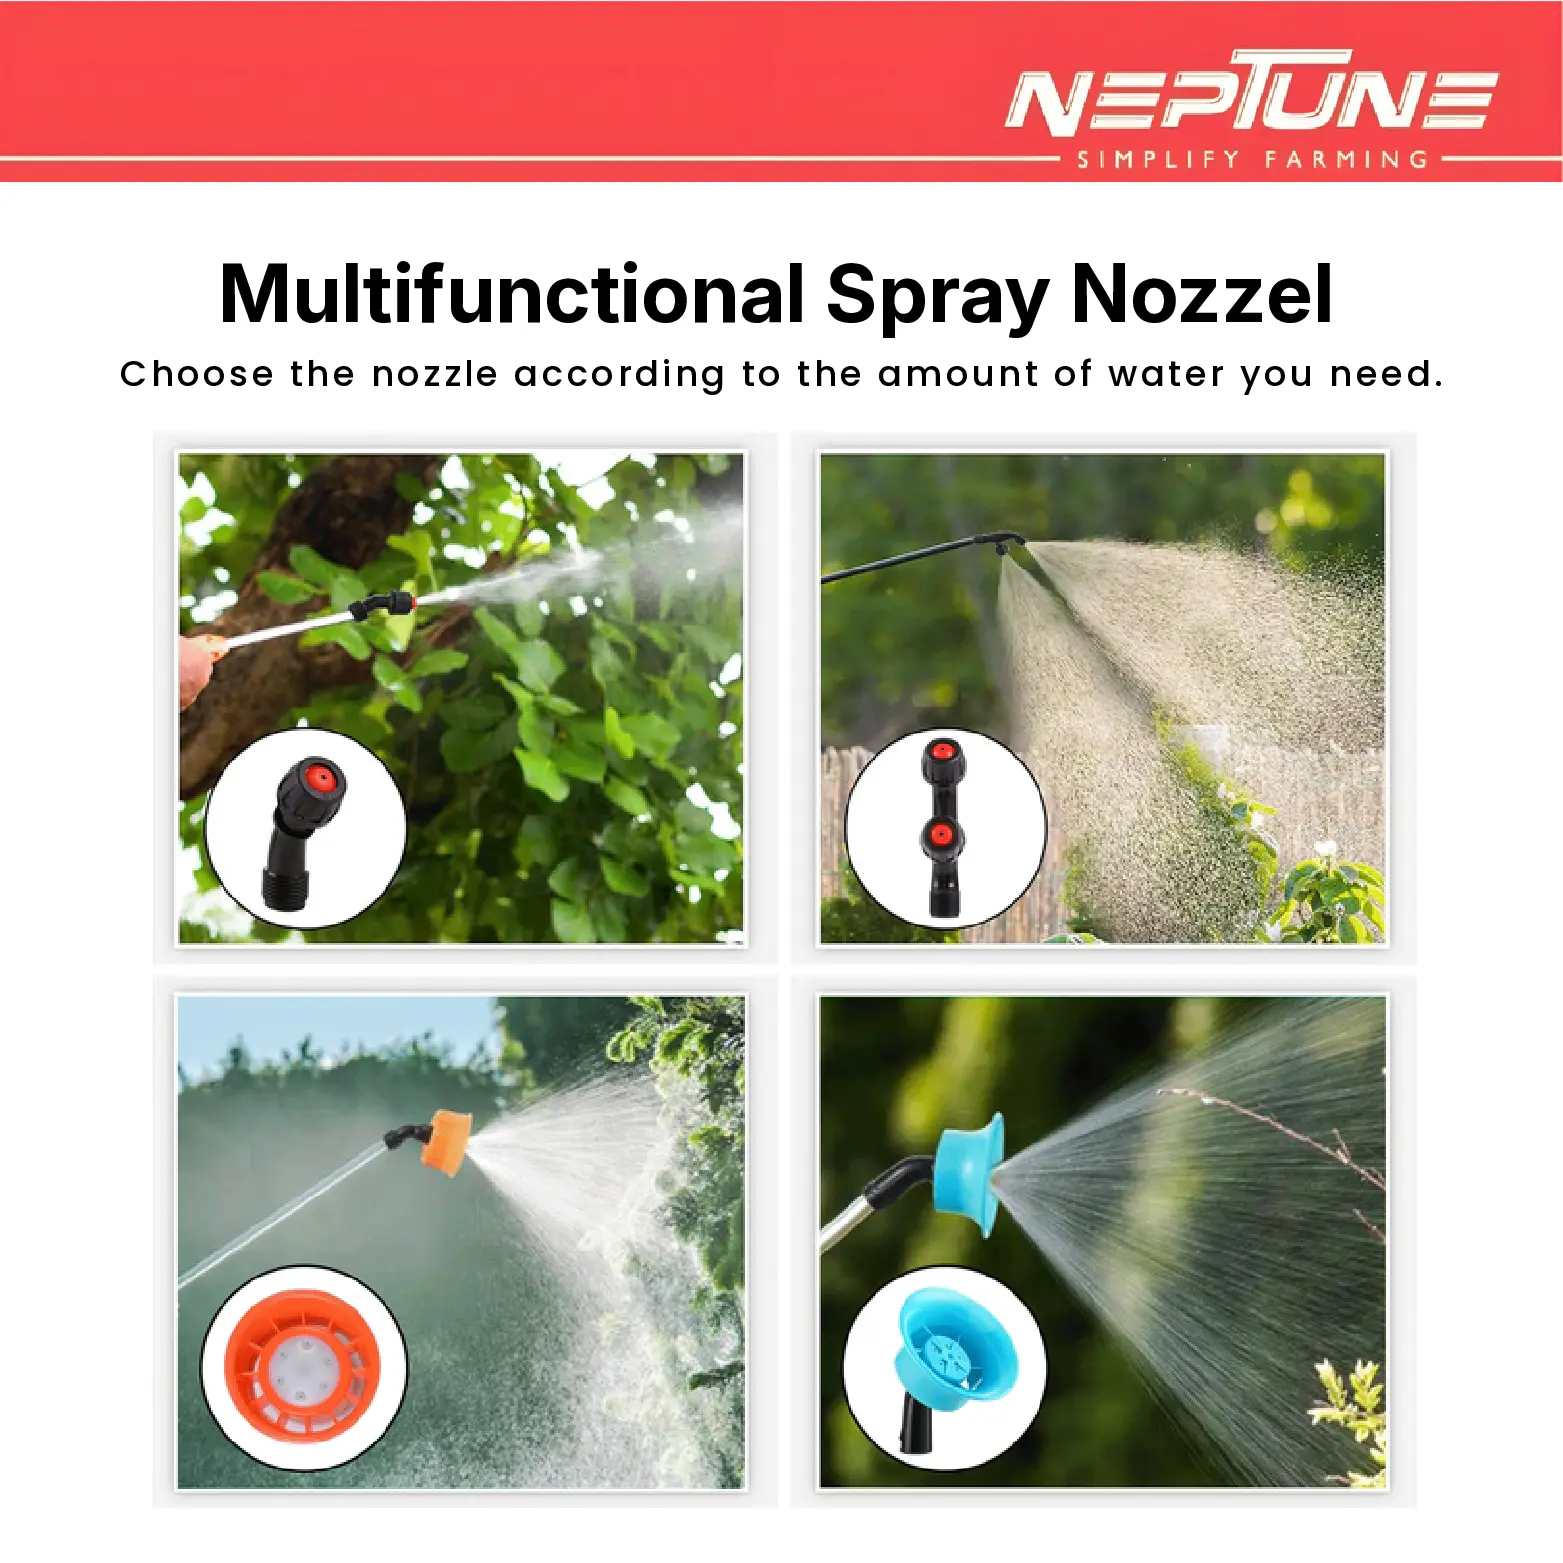 NEPTUNE
SIMPLIFY FARMING
Multifunctional Spray Nozzel
Choose the nozzle according to the amount of water you need.